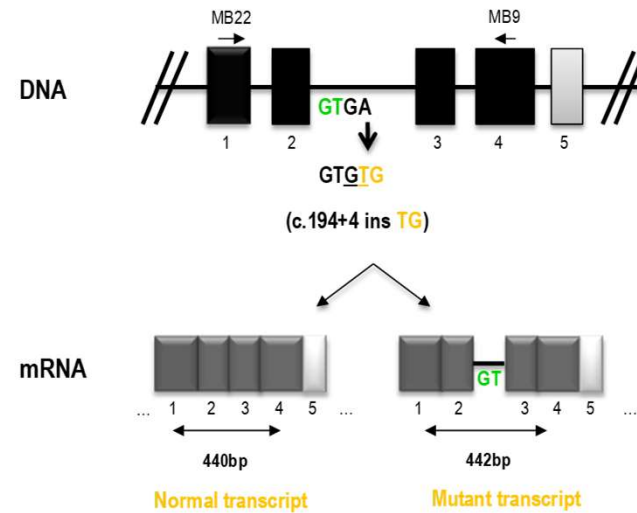 MB22 MB9
DNA
GTGA
1 2 3 4 5
GTGTG
(c.194+4 ins TG)
mRNA
GT
... 1 2 3 4 5 ... 1 2 3 4 5 ...
440bp 442bp
Normal transcript Mutant transcript